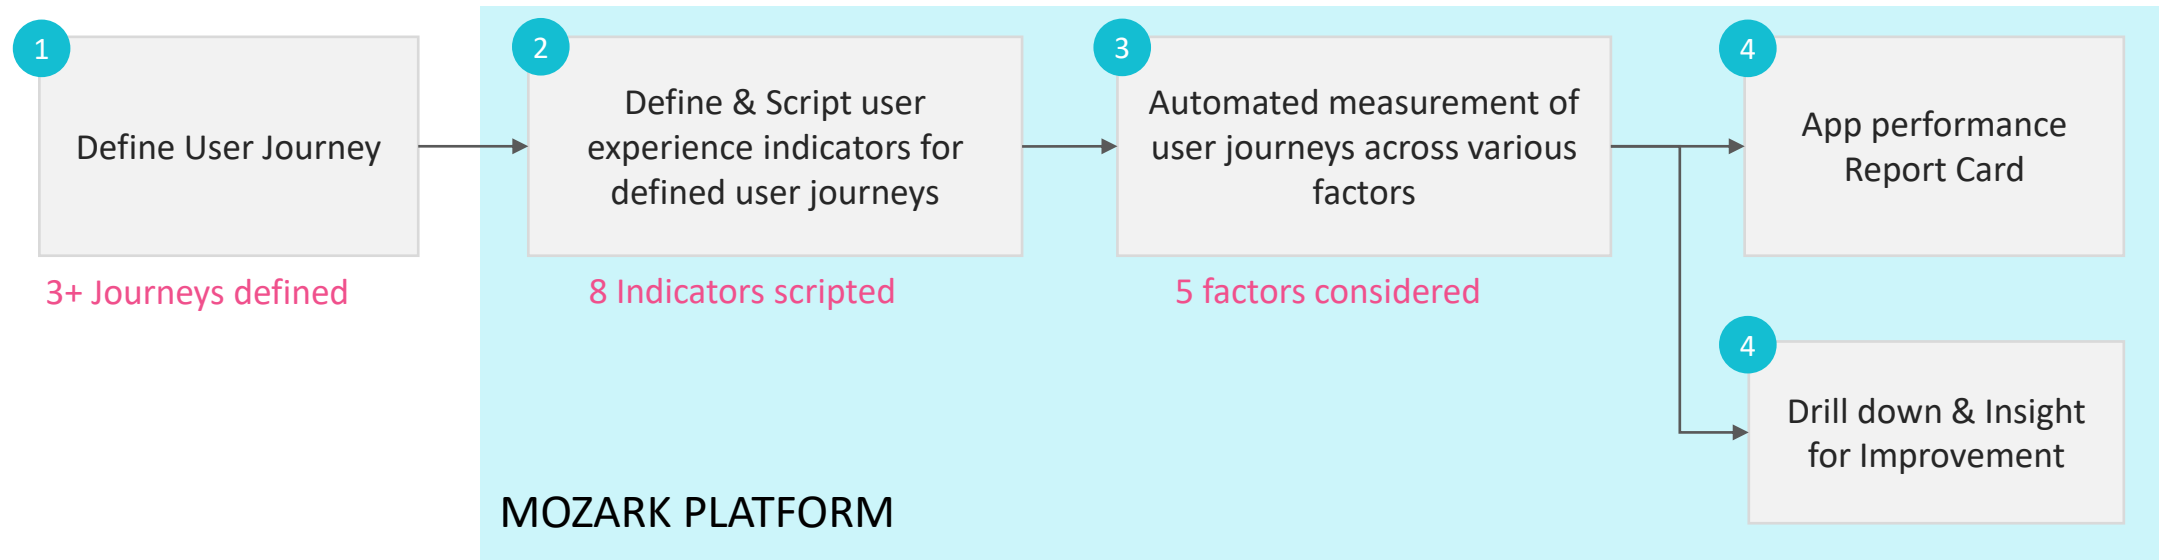 1
Define User Journey
3+ Journeys defined
2
Define & Script user
experience indicators for
defined user journeys
8 Indicators scripted
3
Automated measurement of
user journeys across various
factors
5 factors considered
4
App performance
Report Card
4
Drill down & Insight
for Improvement
MOZARK PLATFORM